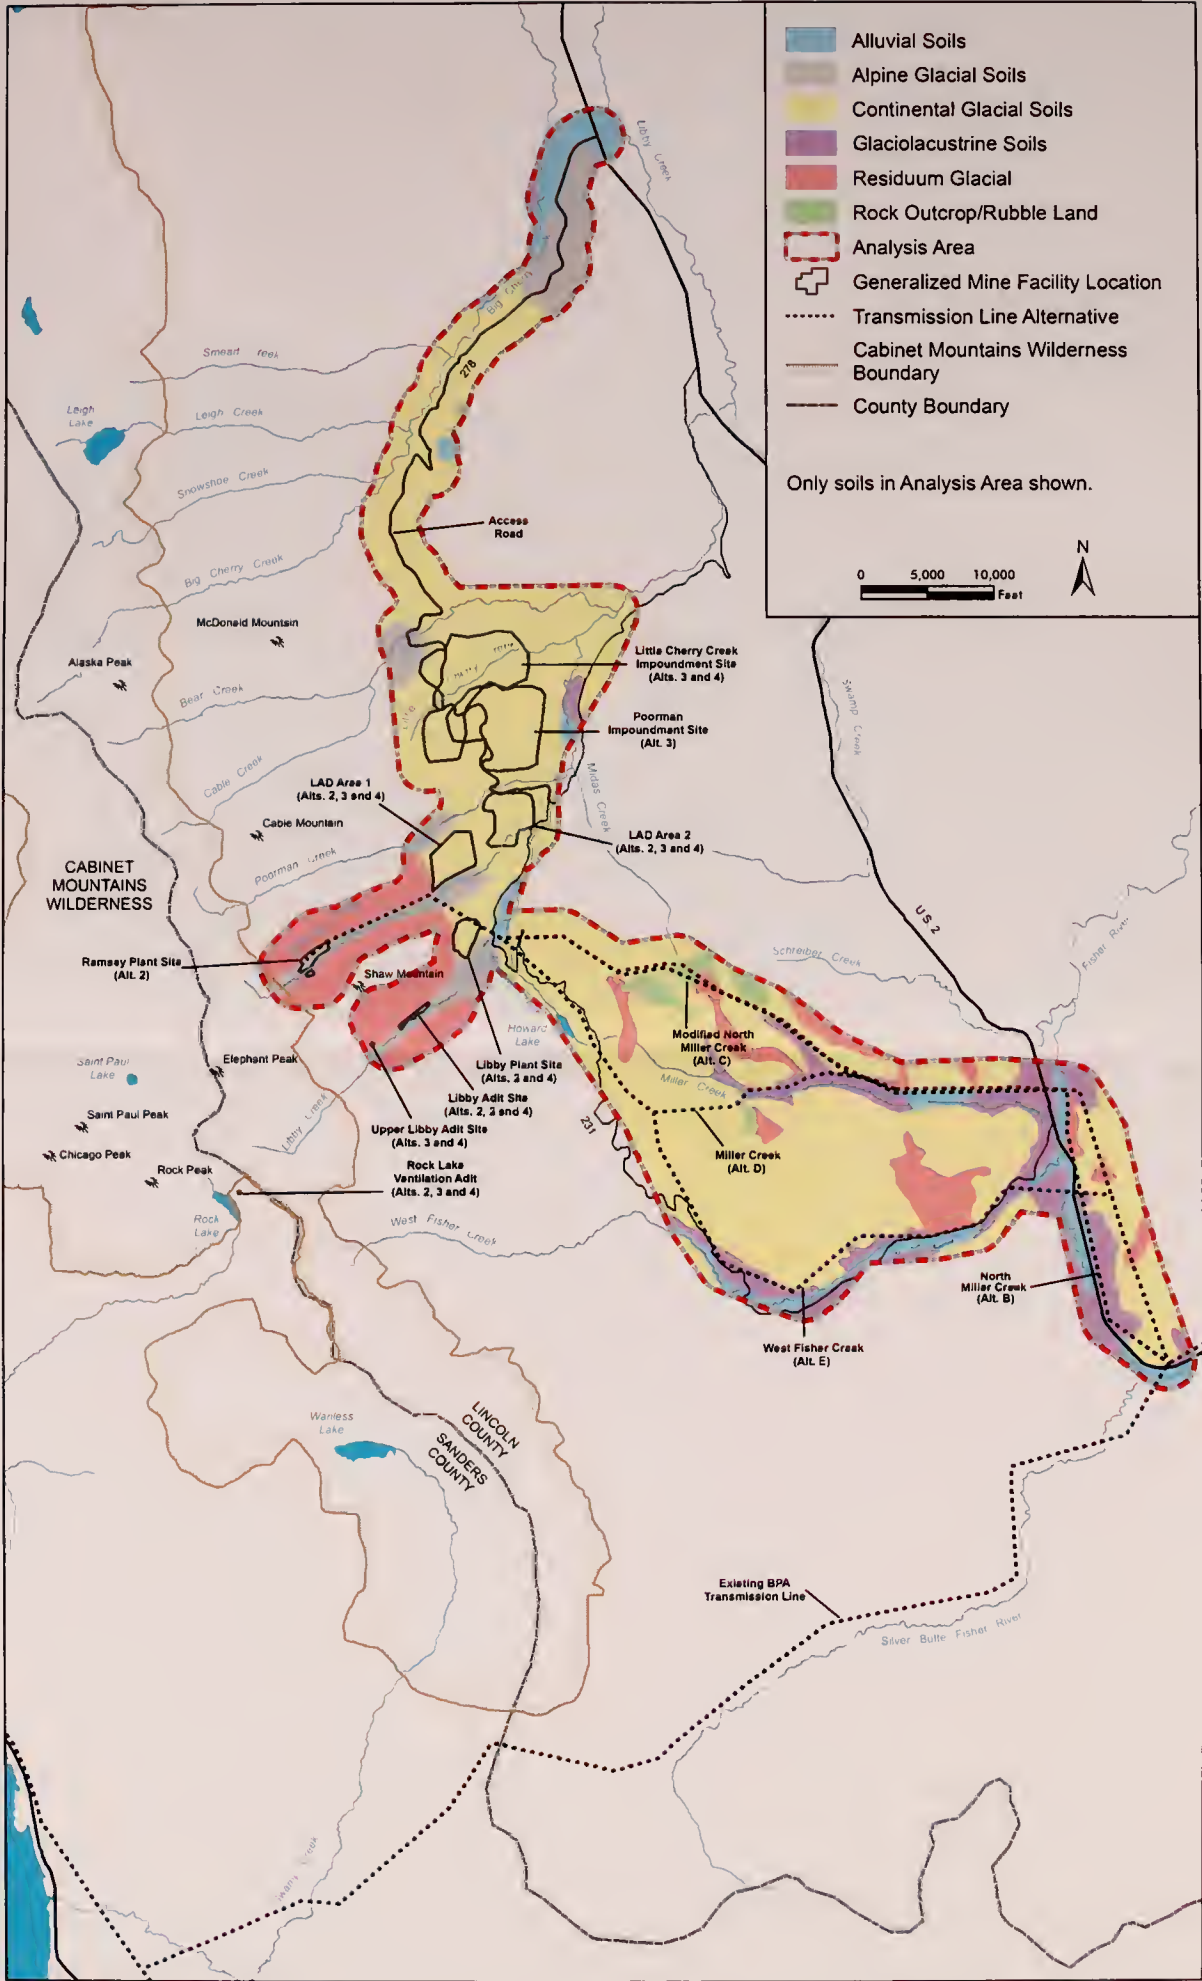 Alluvial Soils
Alpine Glacial Soils
Continental Glacial Soils
Glaciolacustrine Soils
Residuum Glacial
Rock Outcrop/Rubble Land
Analysis Area
Generalized Mine Facility Location
Transmission Line Alternative
Cabinet Mountains Wilderness
Boundary
County Boundary
Only soils in Analysis Area shown.
N
0 5,000 10,000
Feet
Libby Creek
Big Cherry
278
Smeart reek
Leigh
Lake
Leigh Creek
Snowshoe Creek
Access
Road
Big Cherry Creek
McDonald Mountain
Alaska Peak
Bear Creek
Little Cherry Creek
Impoundment Site
(Alts. 3 and 4)
Little
Poorman
Impoundment Site
(Alt. 3)
Swamp Creek
Cable Creek
Midas Creek
LAD Area 1
(Alts. 2, 3 and 4)
Cable Mountain
LAD Area 2
(Alts. 2, 3 and 4)
Poorman Creek
CABINET
MOUNTAINS
WILDERNESS
U.S. 2
Fisher River
Ramsey Plant Site
(Alt. 2)
Shaw Mountain
Schreiber Creek
Howard
Lake
Modified North
Miller Creek
(Alt. C)
Saint Paul
Lake
Elephant Peak
Libby Plant Site
(Alts. 3 and 4)
Miller Creek
Libby Adit Site
(Alts. 2, 3 and 4)
Saint Paul Peak
Libby Creek
Upper Libby Adit Site
(Alts. 3 and 4)
231
Miller Creek
(Alt. D)
Chicago Peak
Rock Peak
Rock Lake
Ventilation Adit
(Alts. 2, 3 and 4)
Rock
Lake
West Fisher Creek
North
Miller Creek
(Alt. B)
West Fisher Creek
(Alt. E)
Wanless
Lake
LINCOLN
COUNTY
SANDERS
COUNTY
Existing BPA
Transmission Line
Silver Butte Fisher River
Creek